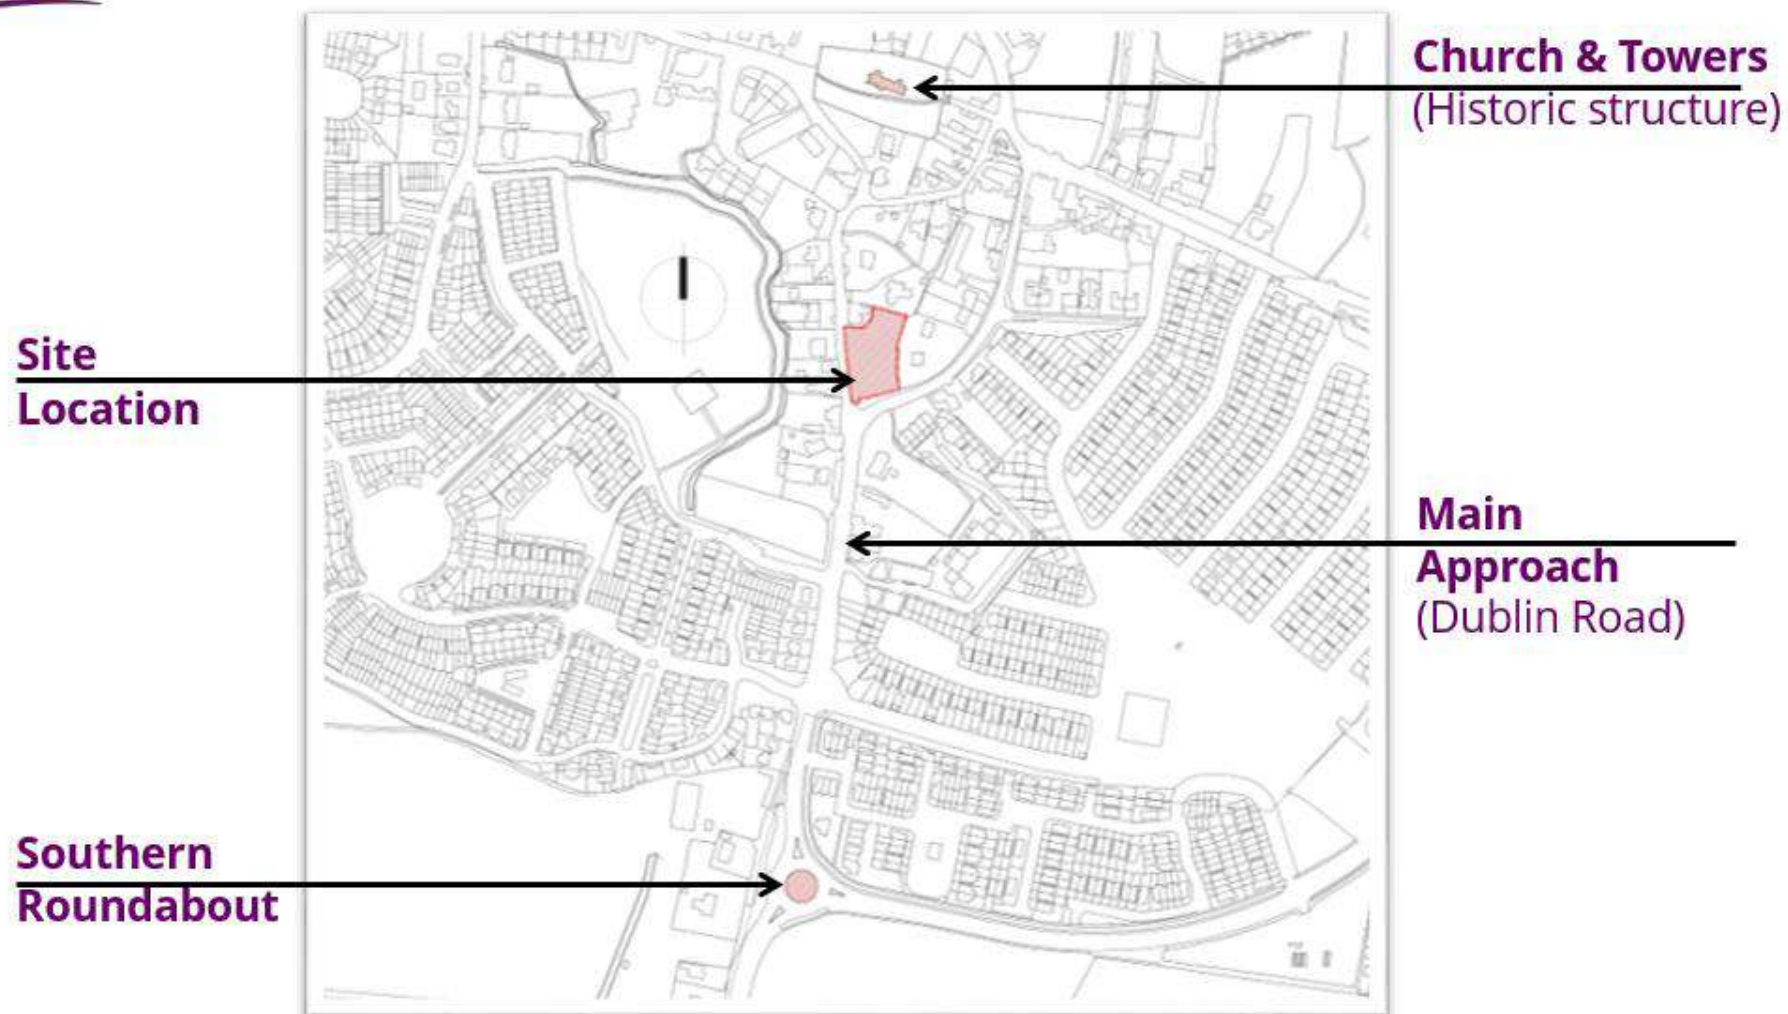 Church & Towers
(Historic structure)
Site
Location
Main
Approach
(Dublin Road)
Southern
Roundabout